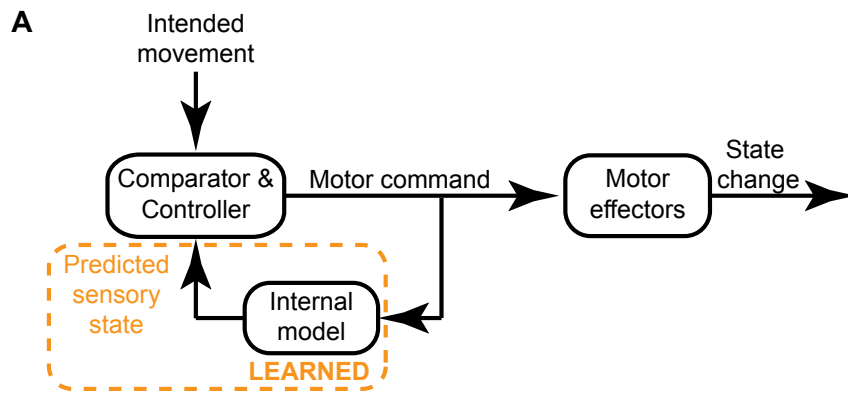 A
Intended
movement
Comparator &
Controller
Motor command
Motor
effectors
State
change
Predicted
sensory
state
Internal
model
LEARNED